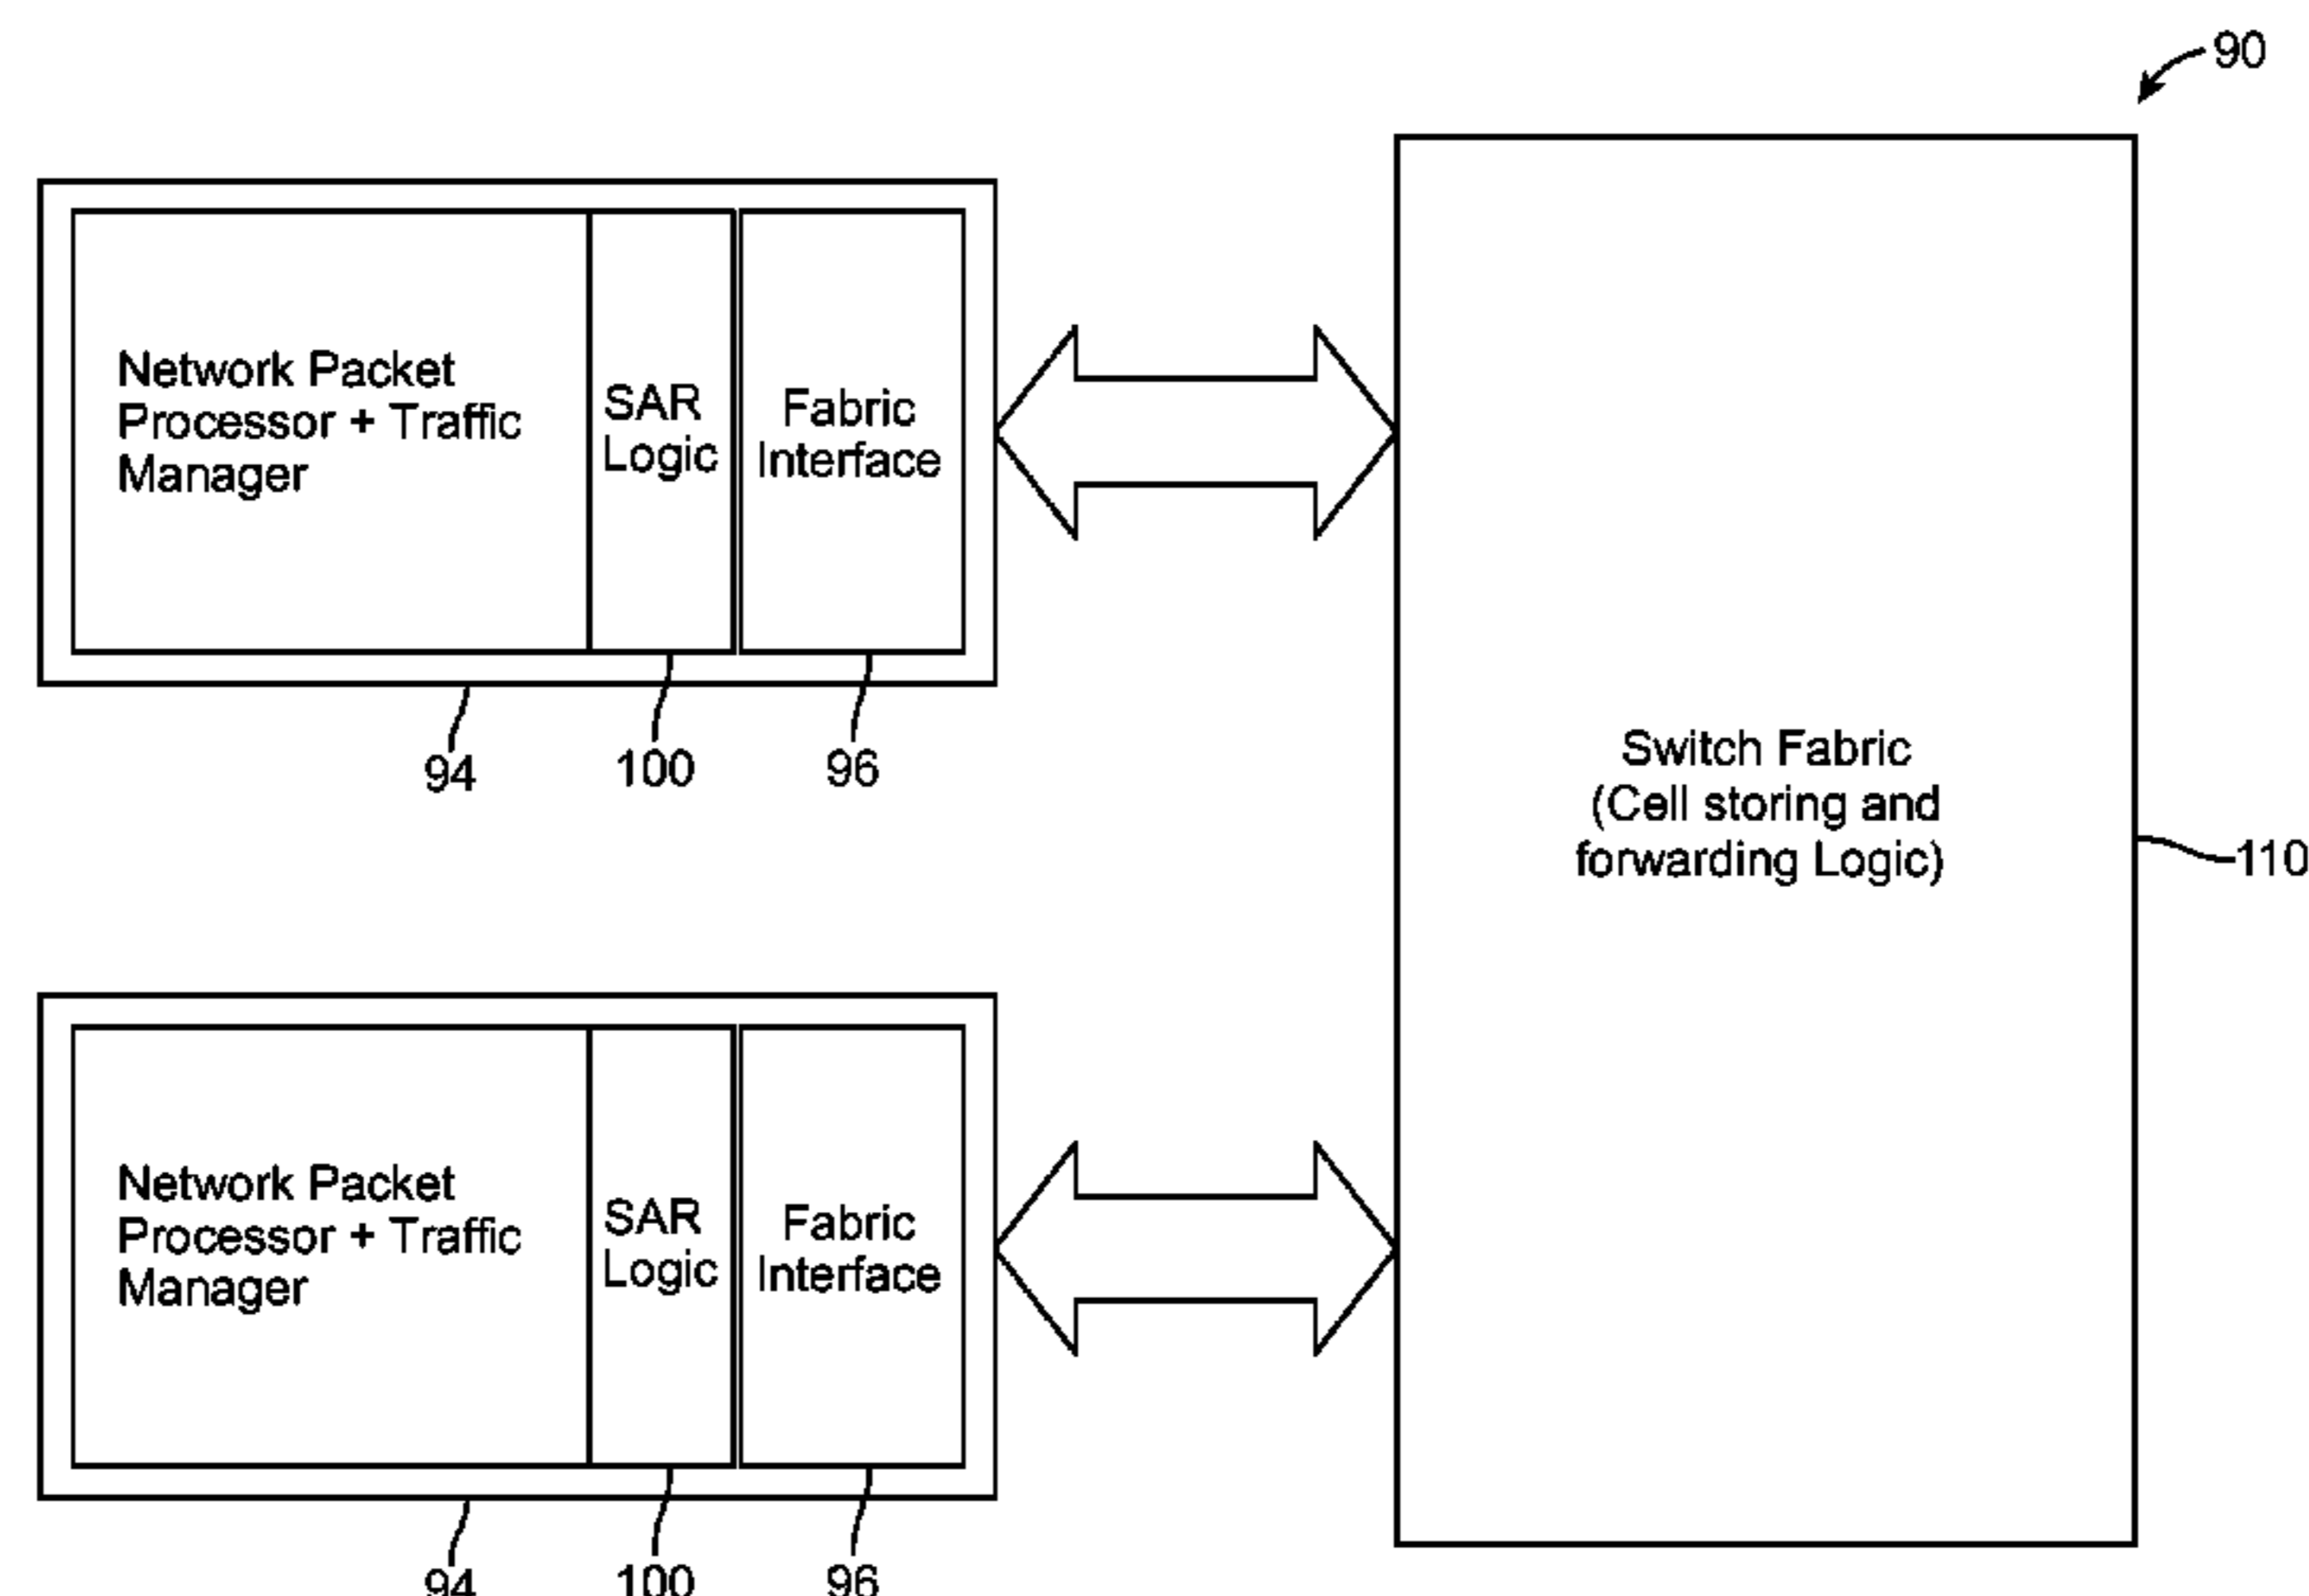 90
Network Packet
Processor + Traffic
Manager
SAR
Logic
Fabric
Interface
94
100
96
Switch Fabric
(Cell storing and
forwarding Logic)
110
Network Packet
Processor + Traffic
Manager
SAR
Logic
Fabric
Interface
94
100
96